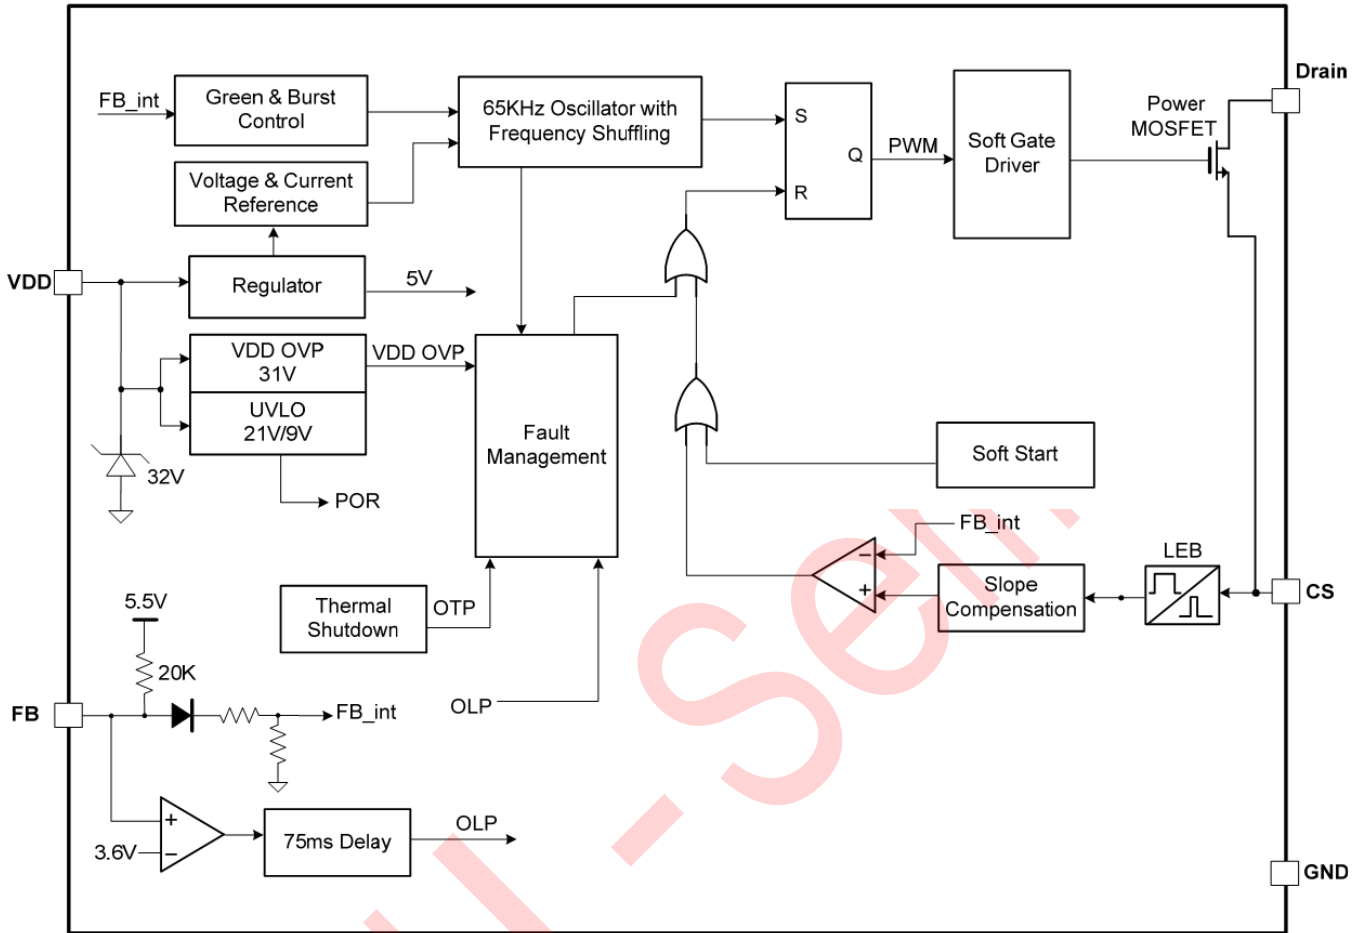 Drain
FB_int
Green & Burst
Control
65KHz Oscillator with
Frequency Shuffling
S
R
Q
PWM
Soft Gate
Driver
Power
MOSFET
Voltage & Current
Reference
VDD
Regulator
5V
VDD OVP
31V
VDD OVP
UVLO
21V/9V
32V
POR
Fault
Management
Soft Start
FB_int
−
+
Slope
Compensation
LEB
CS
Thermal
Shutdown
OTP
5.5V
20K
FB
FB_int
OLP
+
−
3.6V
75ms Delay
OLP
GND